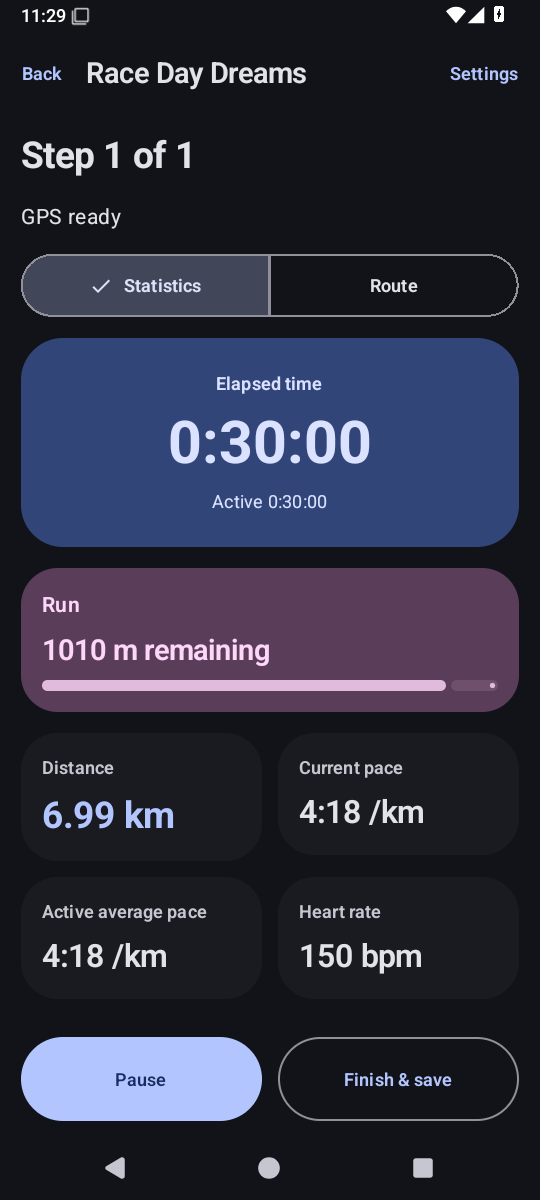 11:29
Back Race Day Dreams Settings
Step 1 of 1
GPS ready
Statistics Route
Elapsed time
0:30:00
Active 0:30:00
Run
1010 m remaining
Distance Current pace
6.99 km 4:18 /km
Active average pace Heart rate
4:18 /km 150 bpm
Pause Finish & save